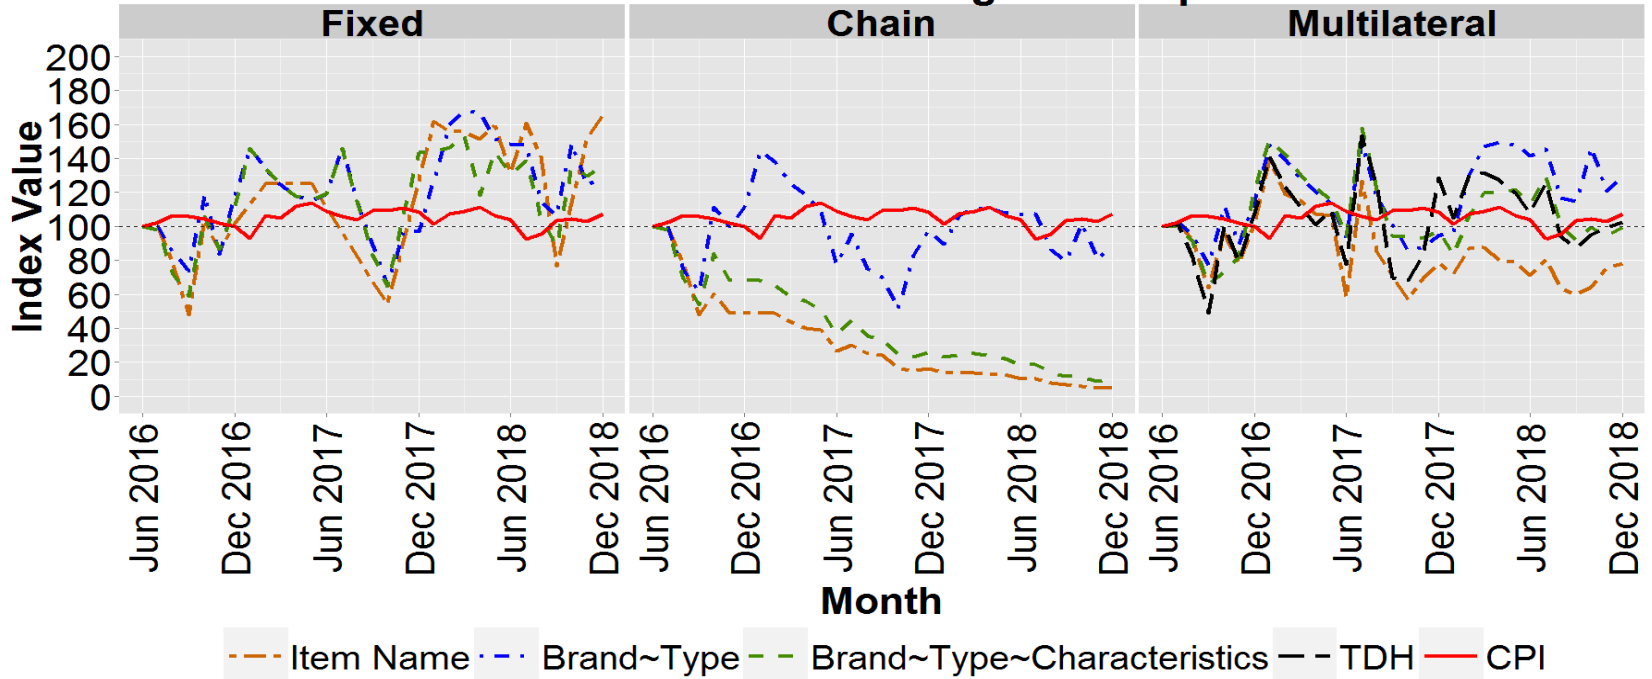 Fixed Chain Multilateral
Index Value
200
180
160
140
120
100
80
60
40
20
0
Jun 2016 Dec 2016 Jun 2017 Dec 2017 Jun 2018 Dec 2018 Jun 2016 Dec 2016 Jun 2017 Dec 2017 Jun 2018 Dec 2018 Jun 2016 Dec 2016 Jun 2017 Dec 2017 Jun 2018 Dec 2018
Month
Item Name Brand~Type Brand~Type~Characteristics TDH CPI